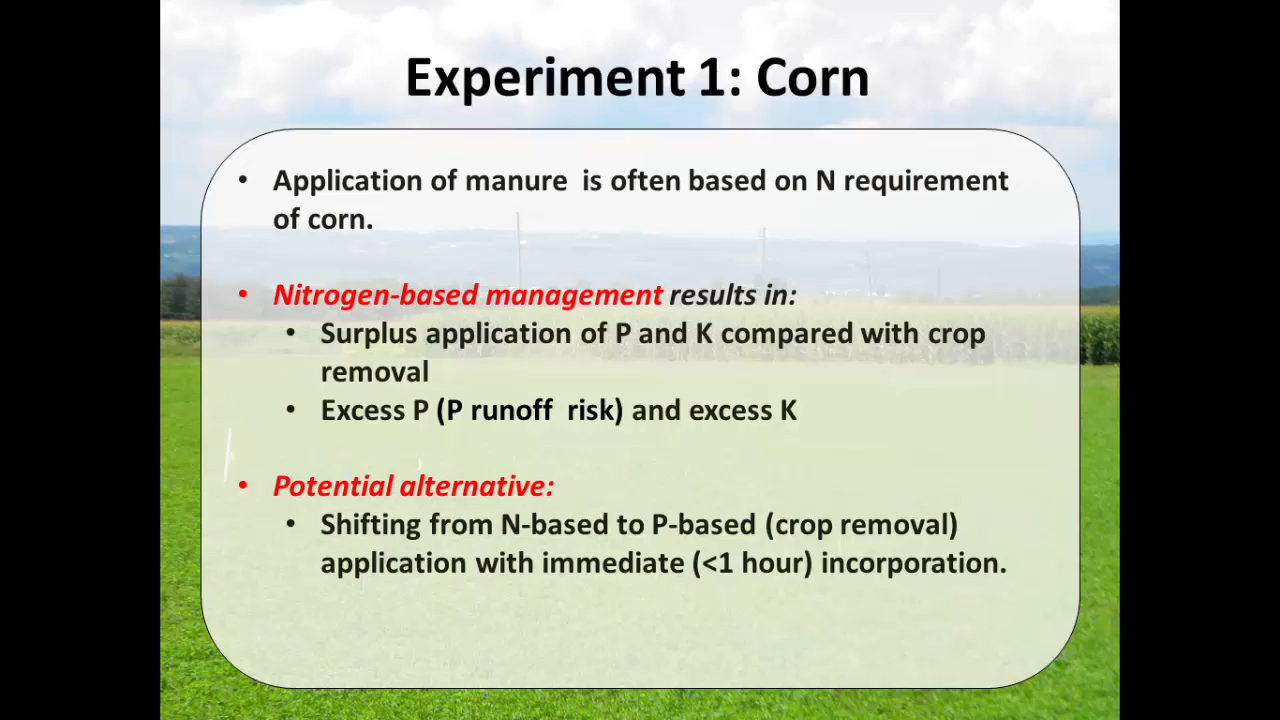 Experiment 1: Corn
• Application of manure is often based on N requirement
of corn.
• Nitrogen-based management results in:
• Surplus application of P and K compared with crop
removal
• Excess P (P runoff risk) and excess K
• Potential alternative:
• Shifting from N-based to P-based (crop removal)
application with immediate (<1 hour) incorporation.